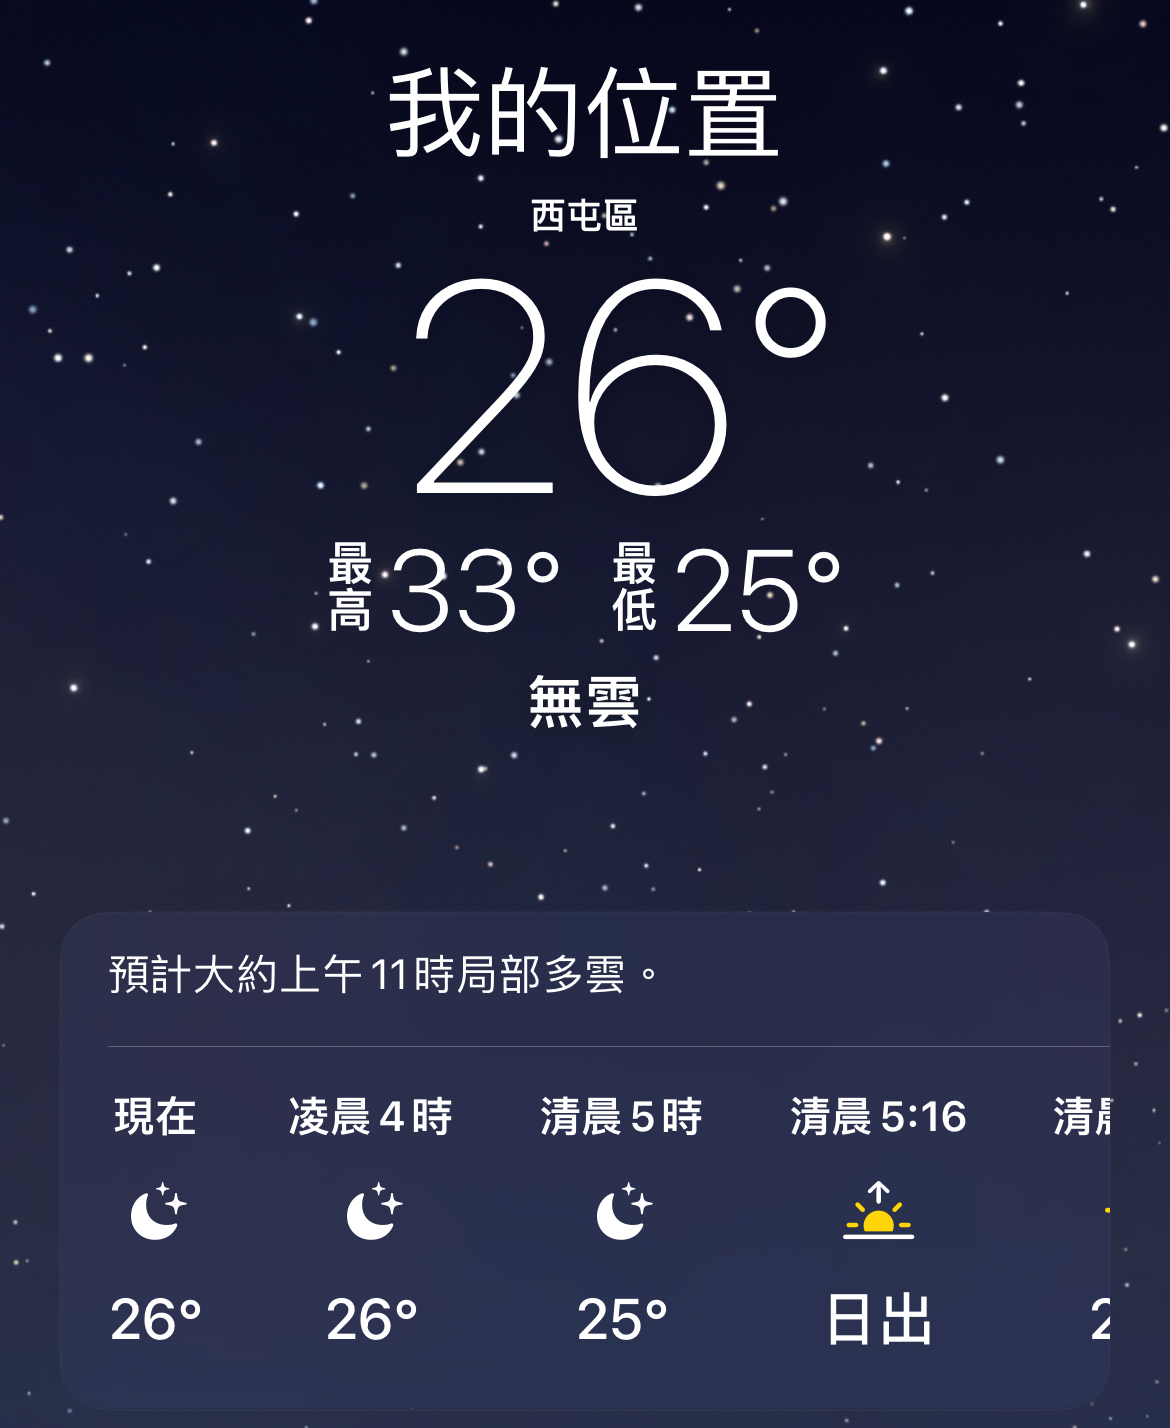 我的位置
西屯區
26°
最高 33° 最低 25°
無雲
預計大約上午11時局部多雲。
現在 凌晨4時 清晨5時 清晨5:16 清
26° 26° 25° 日出